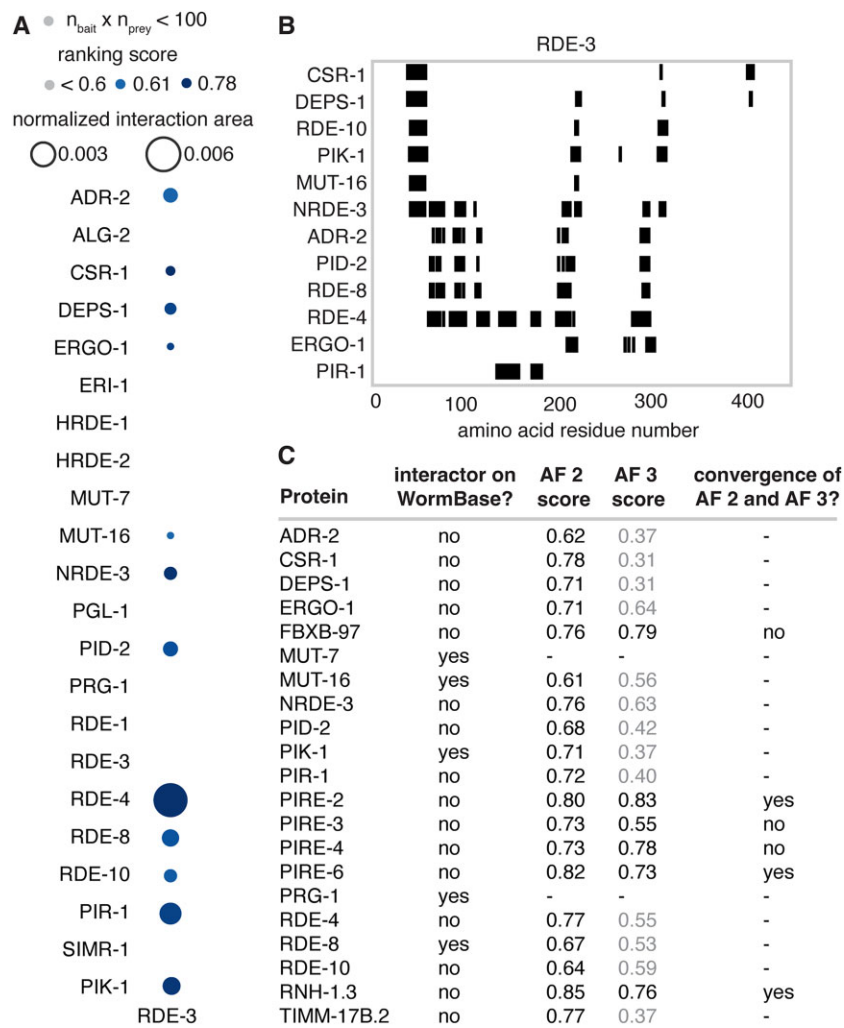 A
n_bait x n_prey < 100
ranking score
< 0.6 0.61 0.78
normalized interaction area
0.003 0.006
ADR-2
ALG-2
CSR-1
DEPS-1
ERGO-1
ERI-1
HRDE-1
HRDE-2
MUT-7
MUT-16
NRDE-3
PGL-1
PID-2
PRG-1
RDE-1
RDE-3
RDE-4
RDE-8
RDE-10
PIR-1
SIMR-1
PIK-1
RDE-3
B
RDE-3
CSR-1
DEPS-1
RDE-10
PIK-1
MUT-16
NRDE-3
ADR-2
PID-2
RDE-8
RDE-4
ERGO-1
PIR-1
0 100 200 300 400
amino acid residue number
C
Protein interactor on WormBase? AF 2 score AF 3 score convergence of AF 2 and AF 3?
ADR-2 no 0.62 0.37 -
CSR-1 no 0.78 0.31 -
DEPS-1 no 0.71 0.31 -
ERGO-1 no 0.71 0.64 -
FBXB-97 no 0.76 0.79 no
MUT-7 yes - - -
MUT-16 yes 0.61 0.56 -
NRDE-3 no 0.76 0.63 -
PID-2 no 0.68 0.42 -
PIK-1 yes 0.71 0.37 -
PIR-1 no 0.72 0.40 -
PIRE-2 no 0.80 0.83 yes
PIRE-3 no 0.73 0.55 no
PIRE-4 no 0.73 0.78 no
PIRE-6 no 0.82 0.73 yes
PRG-1 yes - - -
RDE-4 no 0.77 0.55 -
RDE-8 yes 0.67 0.53 -
RDE-10 no 0.64 0.59 -
RNH-1.3 no 0.85 0.76 yes
TIMM-17B.2 no 0.77 0.37 -